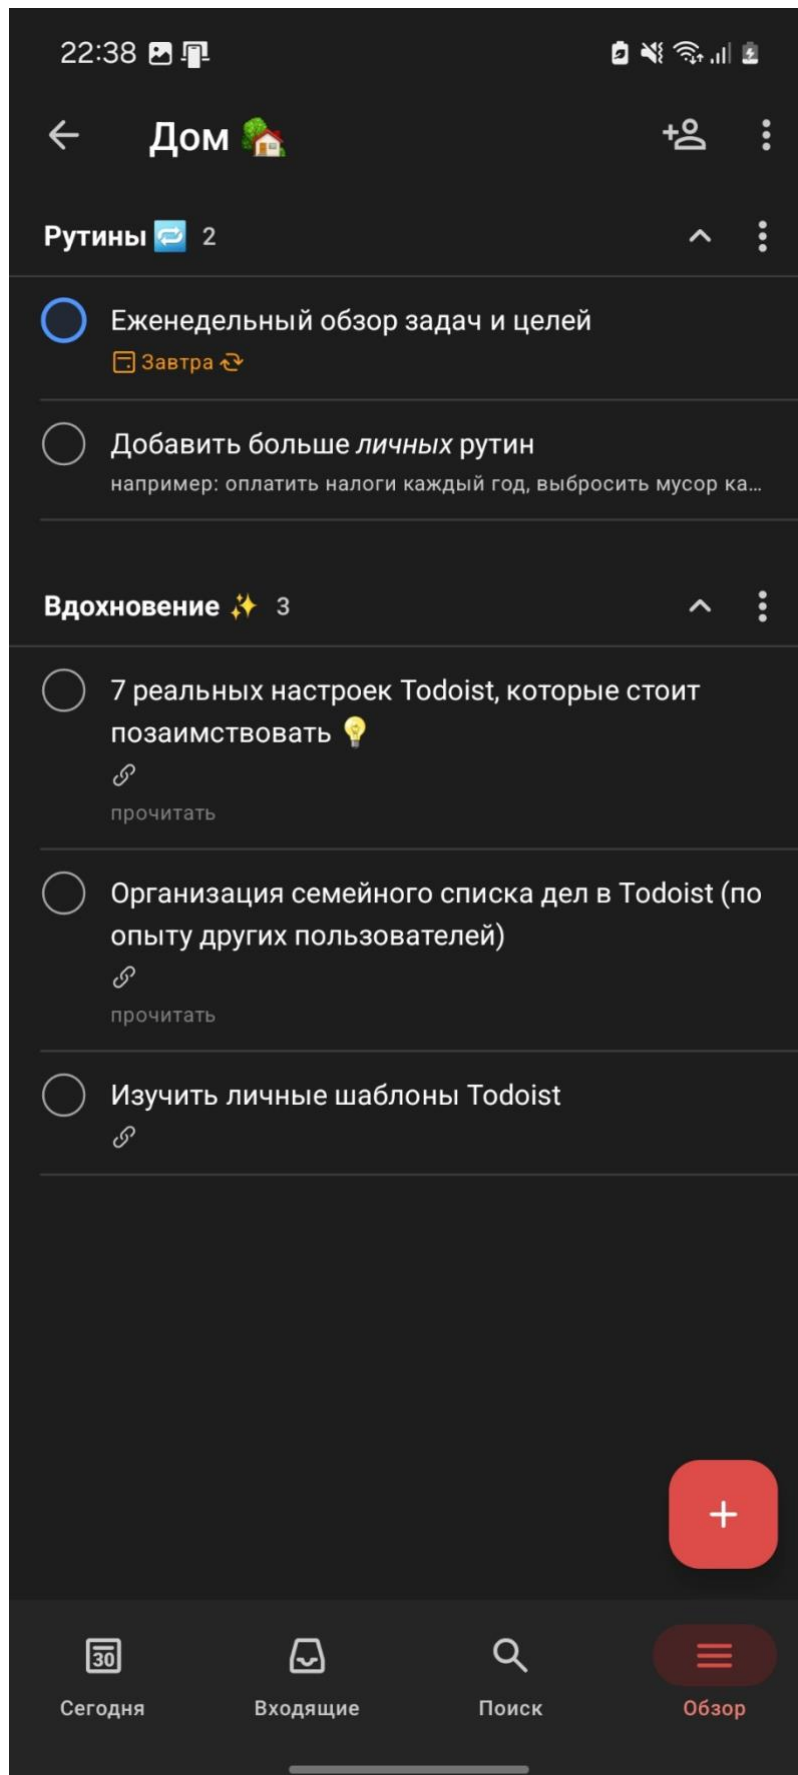 22:38
Дом 🏡
Рутины 🔁 2
Еженедельный обзор задач и целей
Завтра
Добавить больше личных рутин
например: оплатить налоги каждый год, выбросить мусор ка...
Вдохновение ✨ 3
7 реальных настроек Todoist, которые стоит
позаимствовать 💡
прочитать
Организация семейного списка дел в Todoist (по
опыту других пользователей)
прочитать
Изучить личные шаблоны Todoist
30
Сегодня
Входящие
Поиск
Обзор